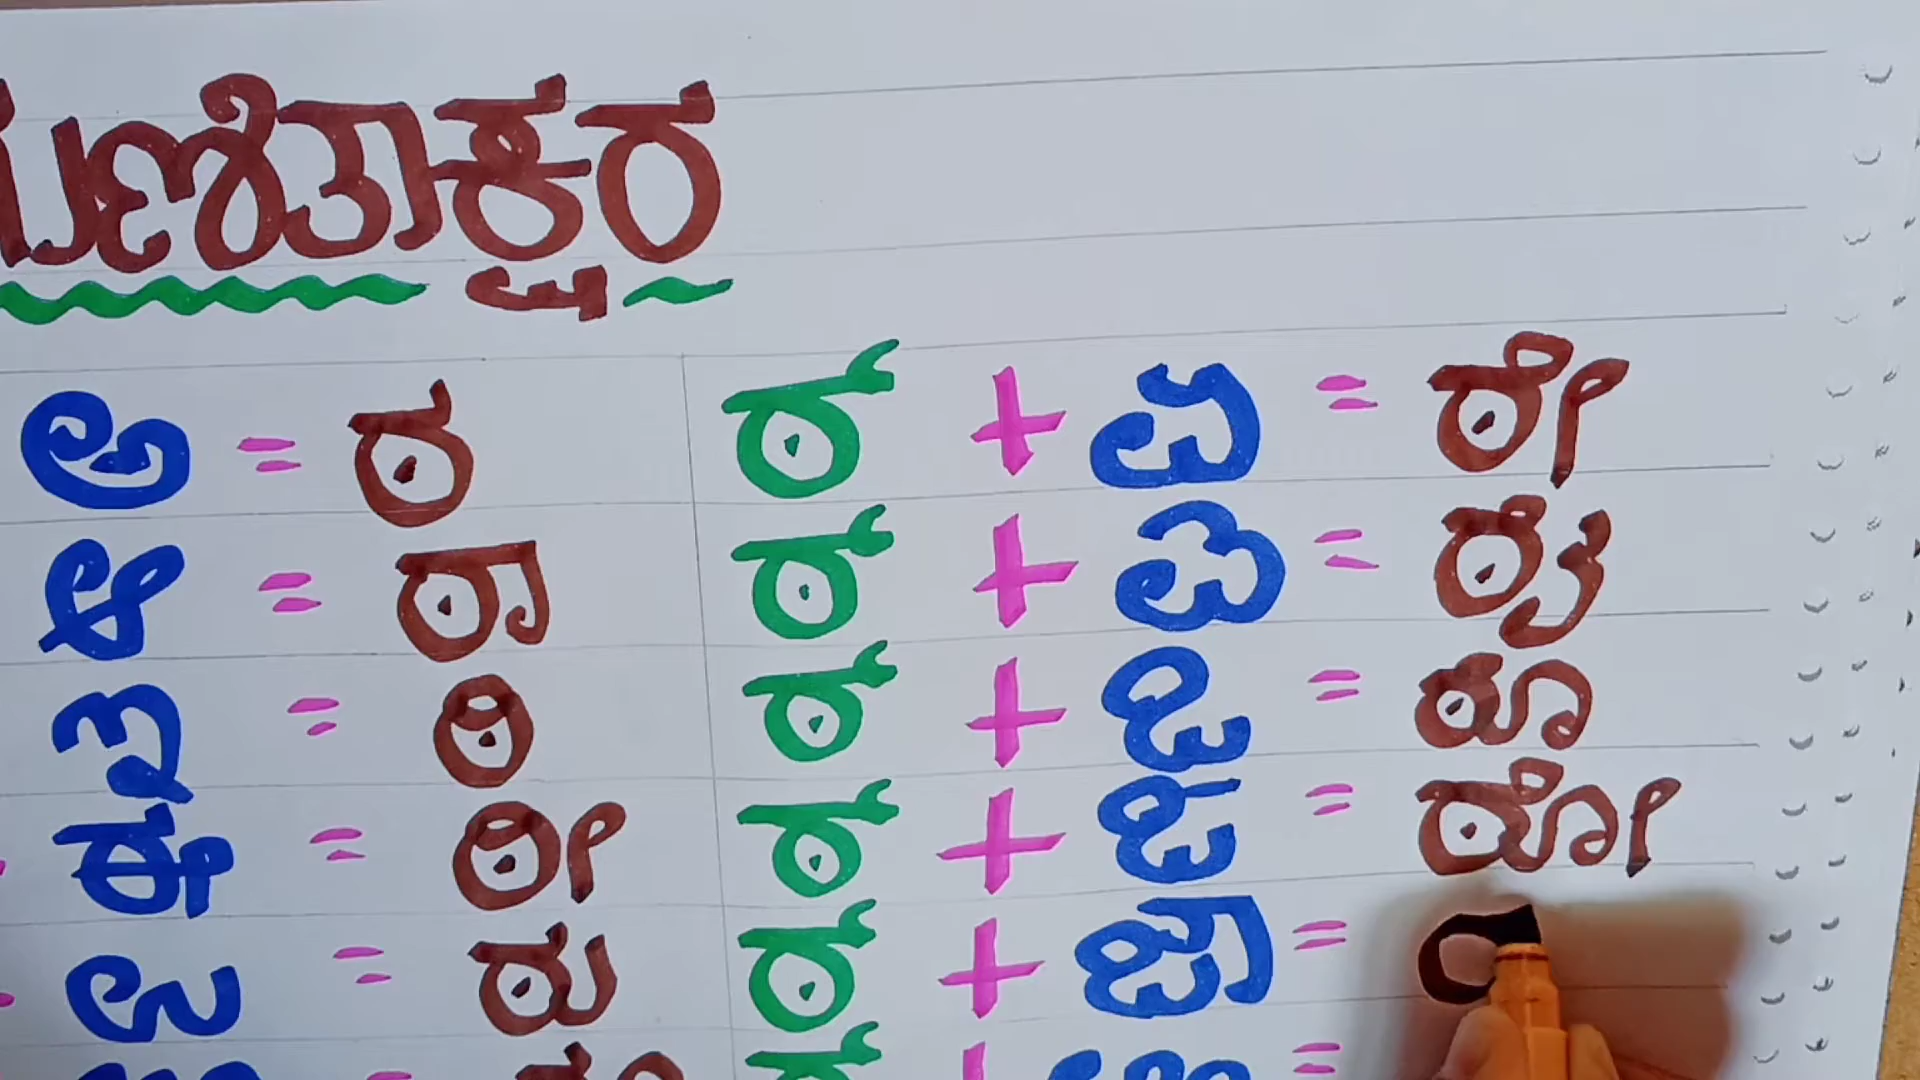 ಗುಣಿತಾಕ್ಷರ
ಅ = ಠ
ಆ = ಠಾ
ಇ = ಠಿ
ಈ = ಠೀ
ಉ = ಠು
ಠ್ + ಏ = ಠೇ
ಠ್ + ಐ = ಠೈ
ಠ್ + ಒ = ಠೊ
ಠ್ + ಓ = ಠೋ
ಠ್ + ಔ =